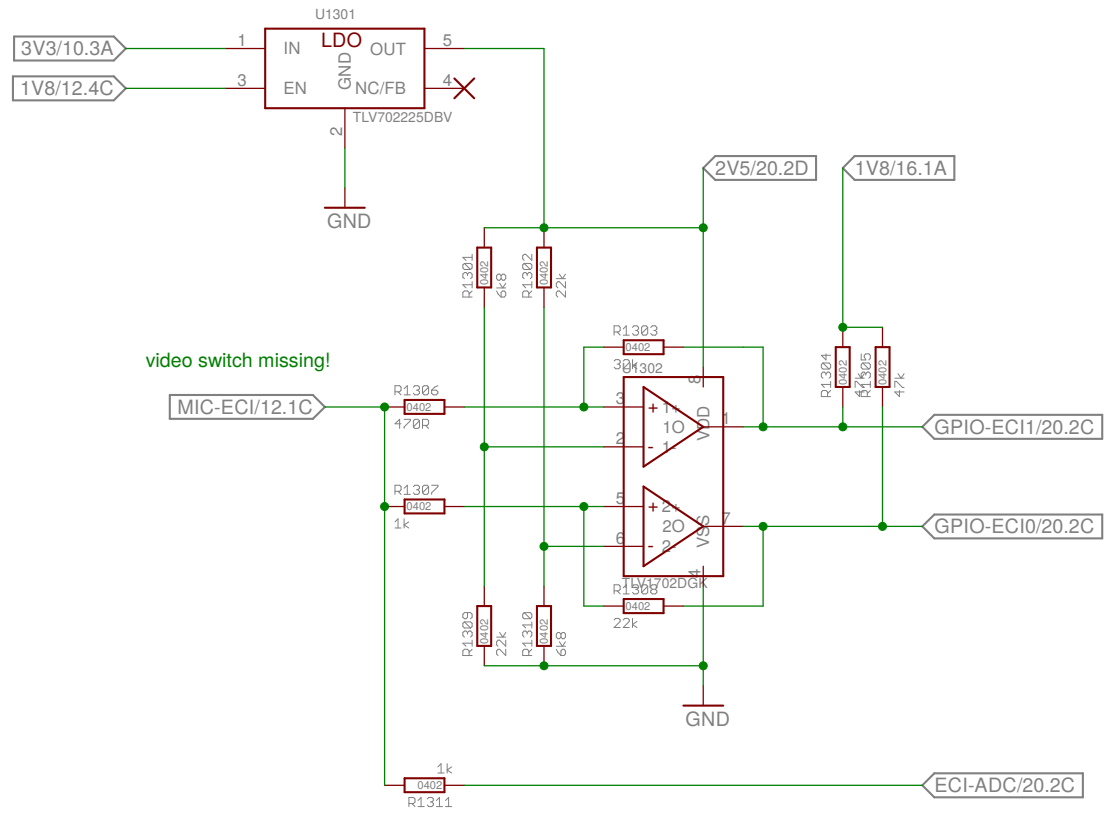 U1301
3V3/10.3A
1
IN
LDO
OUT
5
1V8/12.4C
3
EN
GND
NC/FB
4
TLV702225DBV
2
GND
2V5/20.2D
1V8/16.1A
R1301
0402
6k8
R1302
0402
22k
video switch missing!
R1303
0402
U1302
8
R1304
0402
47k
R1305
0402
47k
MIC-ECI/12.1C
R1306
0402
470R
3
+
1+
1O
VDD
1
2
-
1-
GPIO-ECI1/20.2C
R1307
0402
1k
5
+
2+
2O
VSS
7
6
-
2-
GPIO-ECI0/20.2C
4
TLV1702DGK
R1308
0402
22k
R1309
0402
22k
R1310
0402
6k8
GND
1k
0402
R1311
ECI-ADC/20.2C